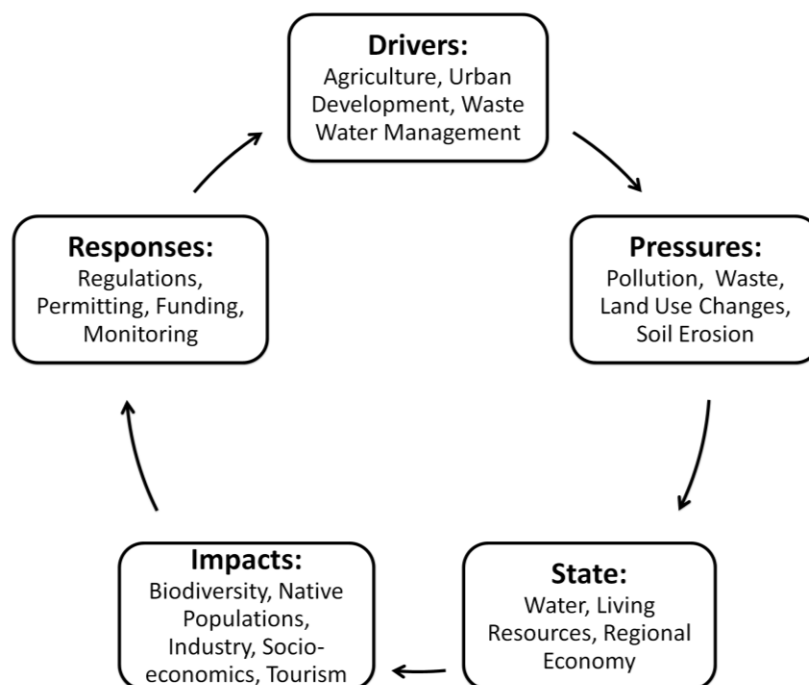 Drivers:
Agriculture, Urban
Development, Waste
Water Management
Pressures:
Pollution, Waste,
Land Use Changes,
Soil Erosion
State:
Water, Living
Resources, Regional
Economy
Impacts:
Biodiversity, Native
Populations,
Industry, Socio-
economics, Tourism
Responses:
Regulations,
Permitting, Funding,
Monitoring